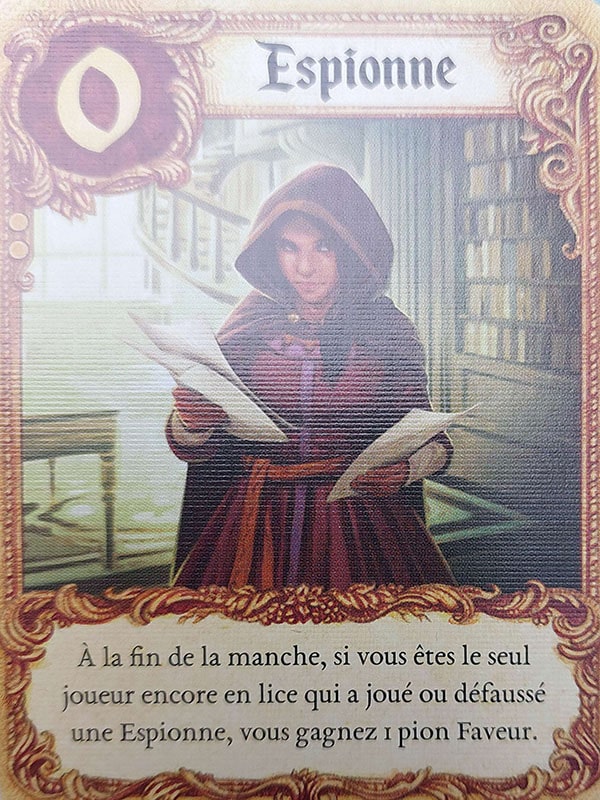 0
Espionne
À la fin de la manche, si vous êtes le seul
joueur encore en lice qui a joué ou défaussé
une Espionne, vous gagnez 1 pion Faveur.